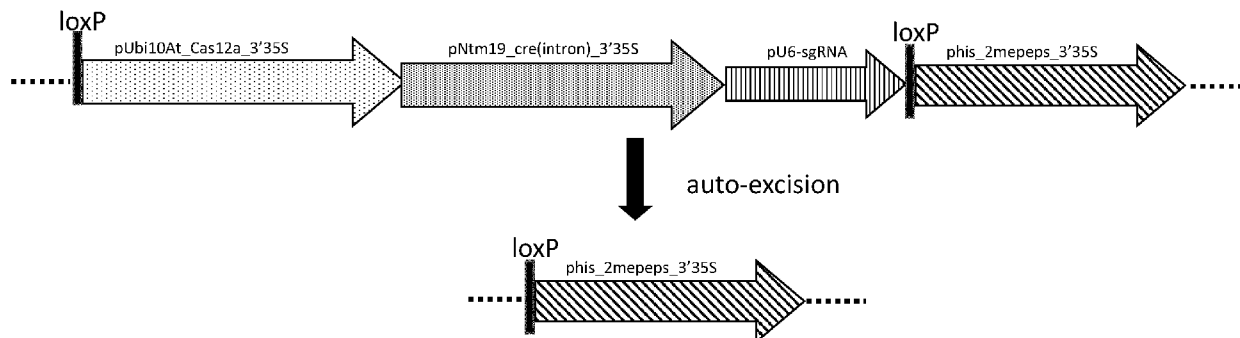 loxP
pUbi10At_Cas12a_3'35S
pNtm19_cre(intron)_3'35S
pU6-sgRNA
loxP
phis_2mepeps_3'35S
auto-excision
loxP
phis_2mepeps_3'35S